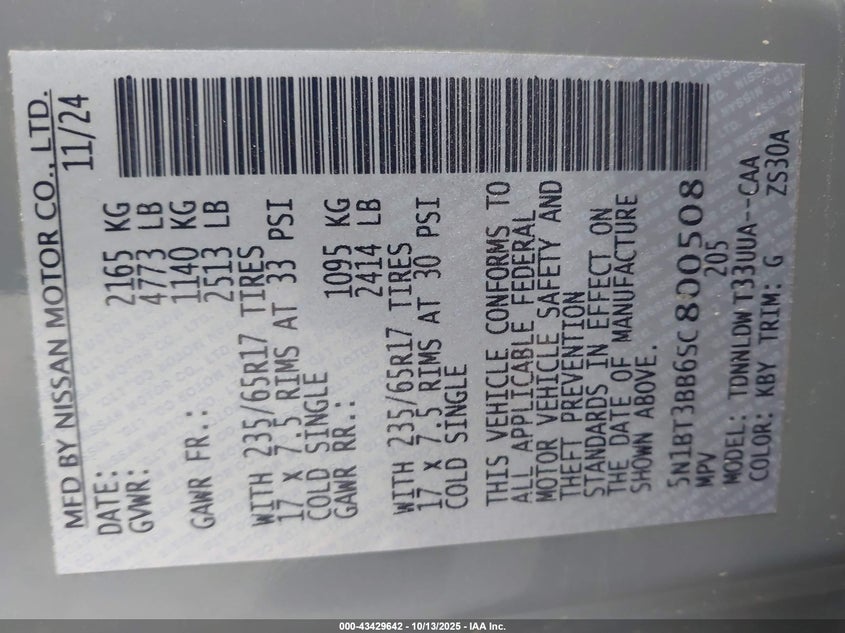 MFD BY NISSAN MOTOR CO., LTD.
DATE: 11/24
GVWR: 2165 KG
4773 LB
GAWR FR.: 1140 KG
2513 LB
WITH 235/65R17 TIRES
17 X 7.5 RIMS AT 33 PSI
COLD SINGLE
GAWR RR.: 1095 KG
2414 LB
WITH 235/65R17 TIRES
17 X 7.5 RIMS AT 30 PSI
COLD SINGLE
THIS VEHICLE CONFORMS TO
ALL APPLICABLE FEDERAL
MOTOR VEHICLE SAFETY AND
THEFT PREVENTION
STANDARDS IN EFFECT ON
THE DATE OF MANUFACTURE
SHOWN ABOVE.
5N1BT3BB6SC800508
MPV 205
MODEL: TDNNLDW T33UUA--CAA
COLOR: KBY TRIM: G ZS30A
000-43429642 - 10/13/2025 - IAA Inc.